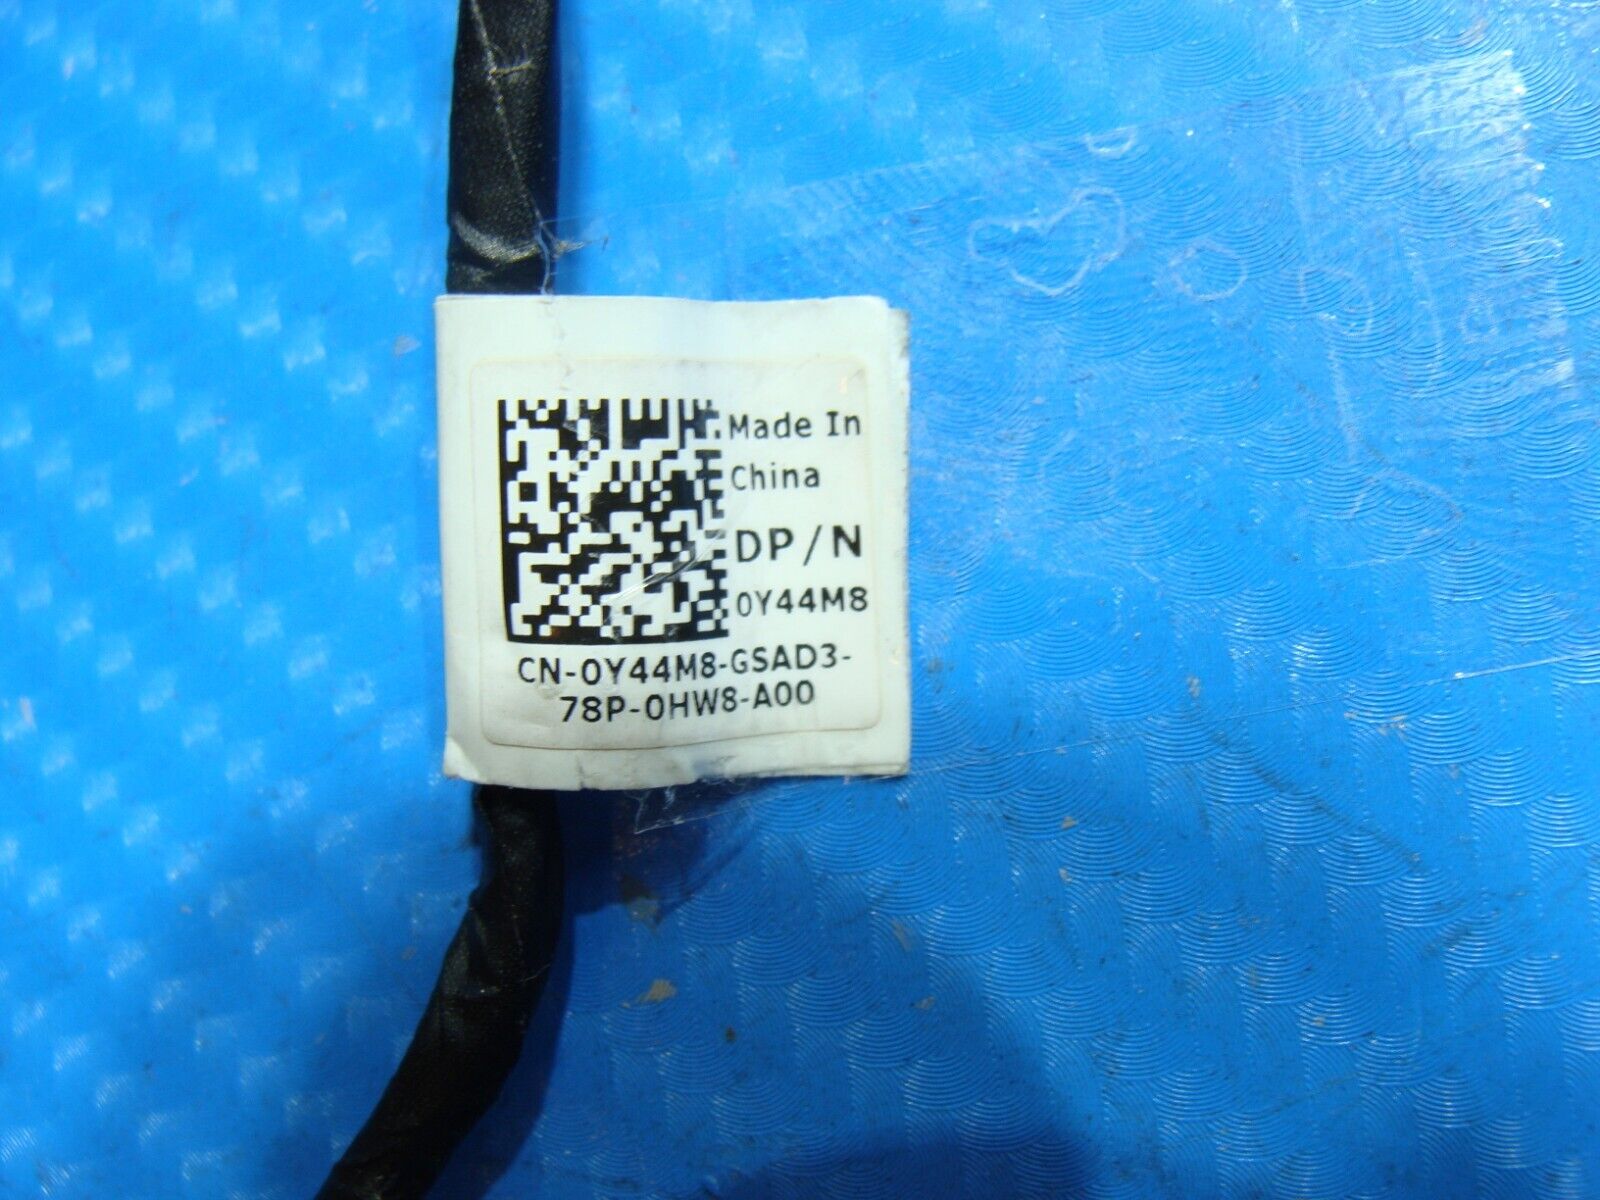 Made In
China
DP/N
0Y44M8
CN-0Y44M8-GSAD3-
78P-0HW8-A00